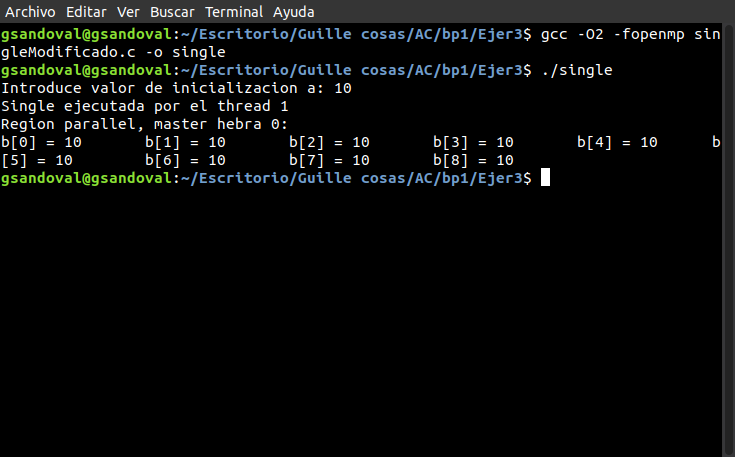 Archivo Editar Ver Buscar Terminal Ayuda
gsandoval@gsandoval:~/Escritorio/Guille cosas/AC/bp1/Ejer3$ gcc -O2 -fopenmp sin
gleModificado.c -o single
gsandoval@gsandoval:~/Escritorio/Guille cosas/AC/bp1/Ejer3$ ./single
Introduce valor de inicializacion a: 10
Single ejecutada por el thread 1
Region parallel, master hebra 0:
b[0] = 10	b[1] = 10	b[2] = 10	b[3] = 10	b[4] = 10	b
[5] = 10	b[6] = 10	b[7] = 10	b[8] = 10
gsandoval@gsandoval:~/Escritorio/Guille cosas/AC/bp1/Ejer3$